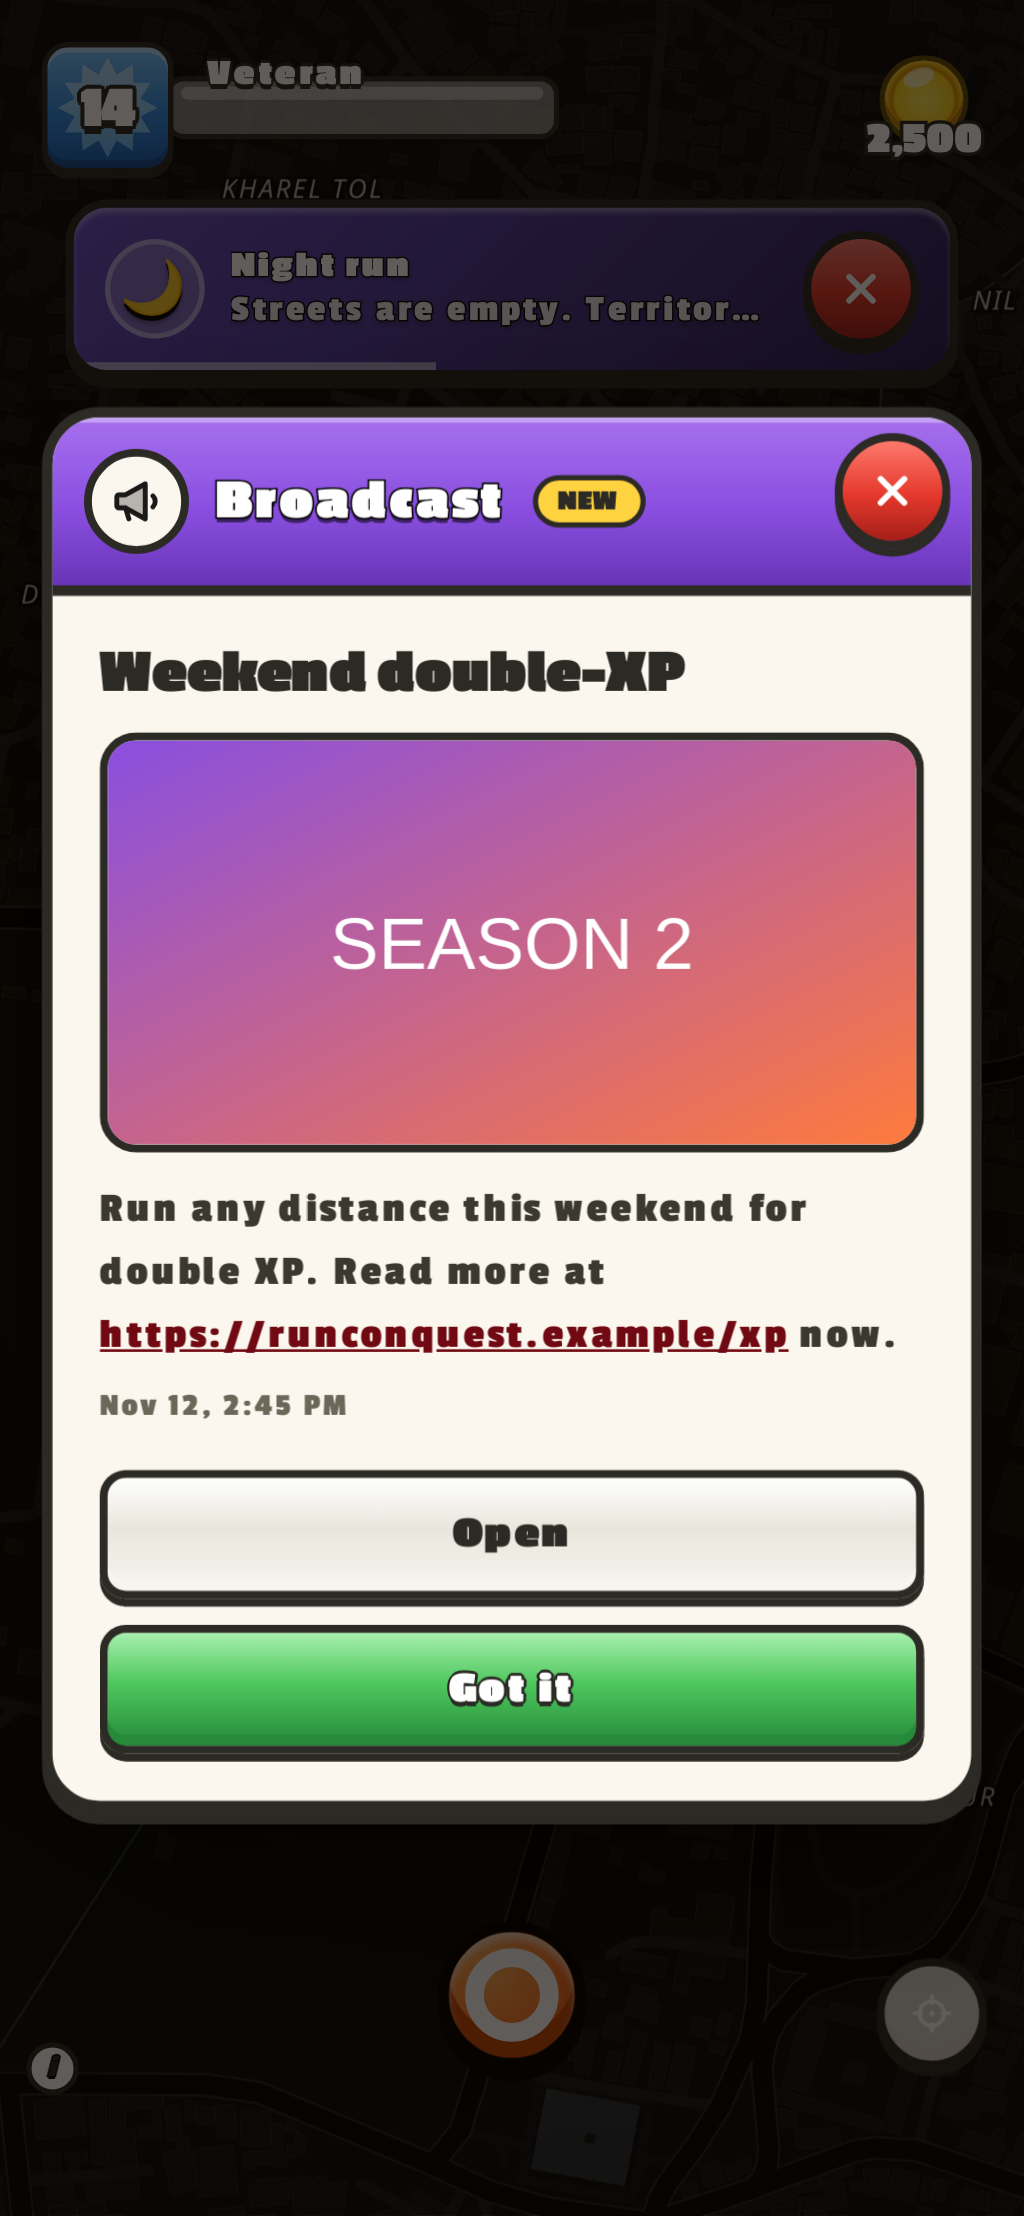 14
Veteran
2,500
KHAREL TOL
Night run
Streets are empty. Territor...
NIL
Broadcast
NEW
D
Weekend double-XP
SEASON 2
Run any distance this weekend for
double XP. Read more at
https://runconquest.example/xp now.
Nov 12, 2:45 PM
Open
Got it
UR
i